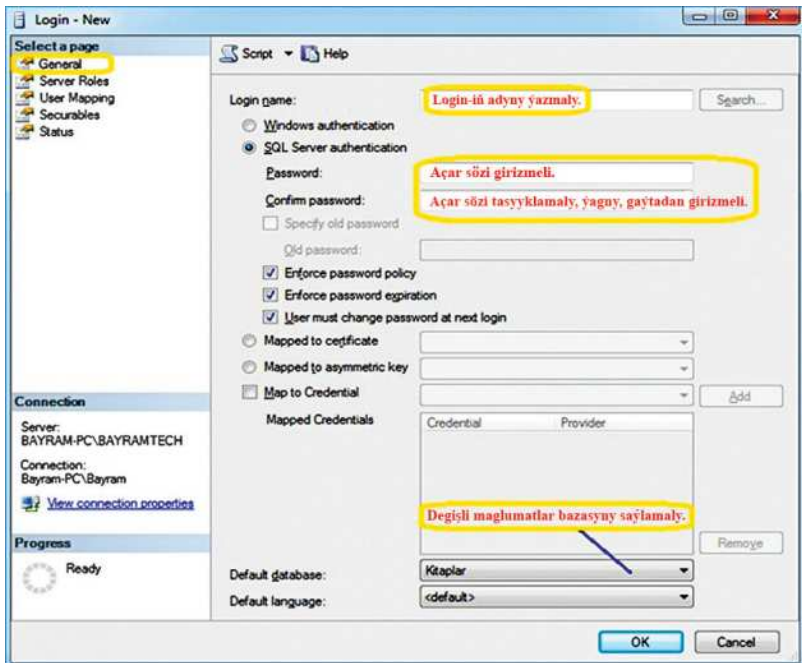 Login - New
Select a page
General
Server Roles
User Mapping
Securables
Status
Script
Help
Login name:
Login-iň adyny ýazmaly.
Search...
Windows authentication
SQL Server authentication
Password:
Açar sözi girizmeli.
Confirm password:
Açar sözi tasyyklamaly, ýagny, gaýtadan girizmeli.
Specify old password
Old password:
Enforce password policy
Enforce password expiration
User must change password at next login
Mapped to certificate
Mapped to asymmetric key
Map to Credential
Add
Mapped Credentials
Credential Provider
Degişli maglumatlar bazasyny saýlamaly.
Remove
Default database:
Kitaplar
Default language:
<default>
Connection
Server:
BAYRAM-PC\BAYRAMTECH
Connection:
Bayram-PC\Bayram
View connection properties
Progress
Ready
OK
Cancel